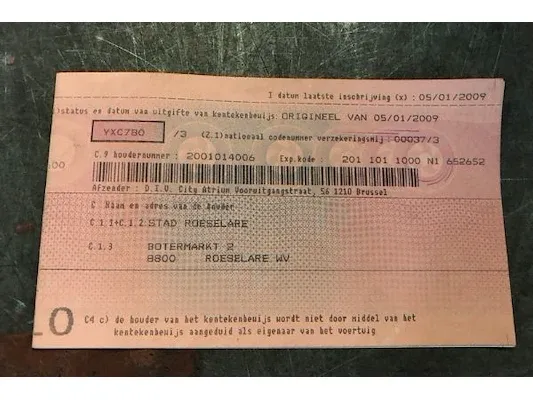 I datum laatste inschrijving (x) : 05/01/2009
)status en datum van uitgifte van kentekenbewijs: ORIGINEEL VAN 05/01/2009
YXC780 /3 (Z.1)nationaal codenummer verzekeringsmij: 00037/3
.00 C.9 houdernummer : 2001014006 Exp.kode : 201 101 1000 N1 652652
Afzender : D.I.V. City Atrium Vooruitgangstraat, 56 1210 Brussel
C Naam en adres van de houder
C.1.1+C.1.2: STAD ROESELARE
C.1.3 BOTERMARKT 2
8800 ROESELARE WV
LO C4 c) de houder van het kentekenbewijs wordt niet door middel van het
kentekenbewijs aangeduid als eigenaar van het voertuig